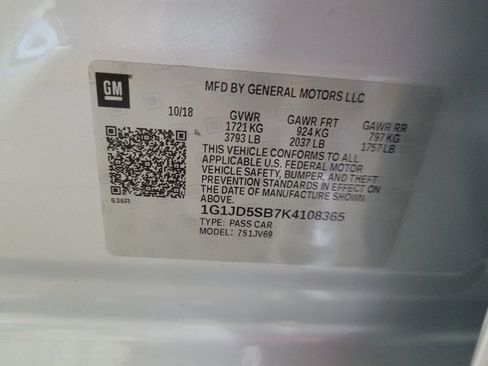 GM
MFD BY GENERAL MOTORS LLC
10/18 GVWR GAWR FRT GAWR RR
1721 KG 924 KG 797 KG
3793 LB 2037 LB 1757 LB
THIS VEHICLE CONFORMS TO ALL
APPLICABLE U.S. FEDERAL MOTOR
VEHICLE SAFETY, BUMPER, AND THEFT
PREVENTION STANDARDS IN EFFECT ON
THE DATE OF MANUFACTURE SHOWN
ABOVE.
636R
1G1JD5SB7K4108365
TYPE: PASS CAR
MODEL: 751JV69